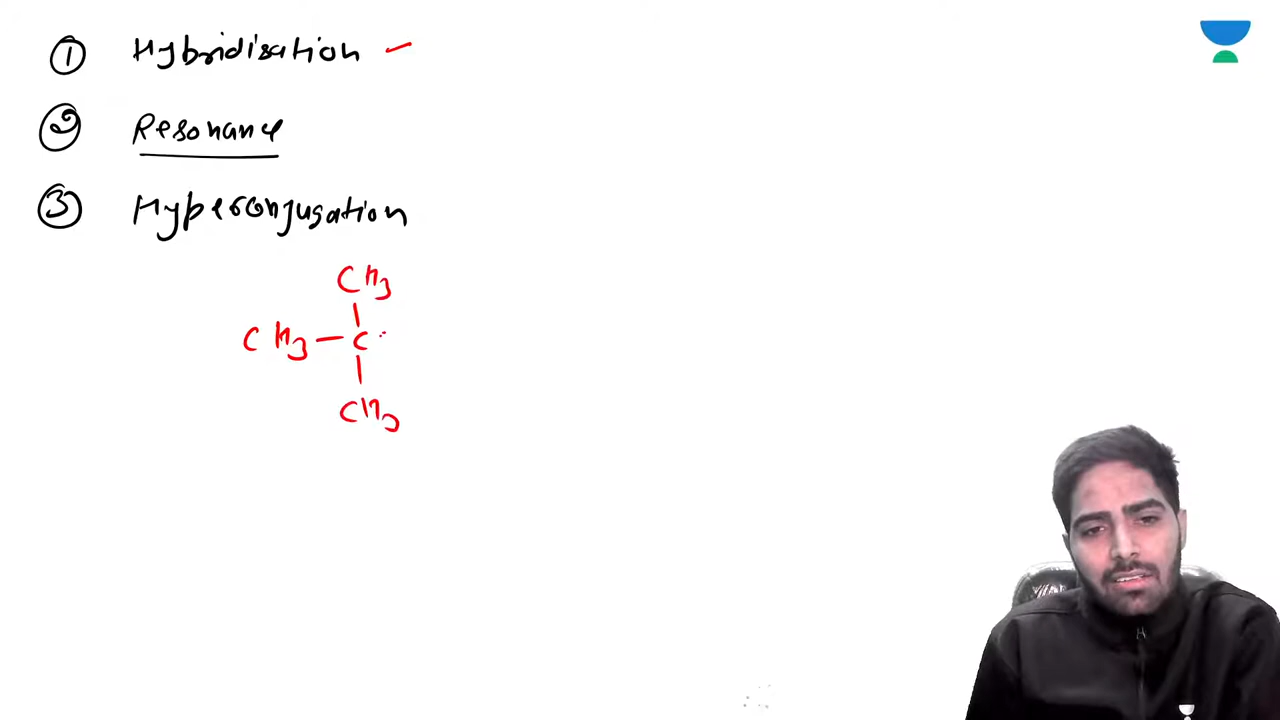 ① Hybridisation
② Resonance
③ Hyperconjugation
CH3
CH3-C
CH3